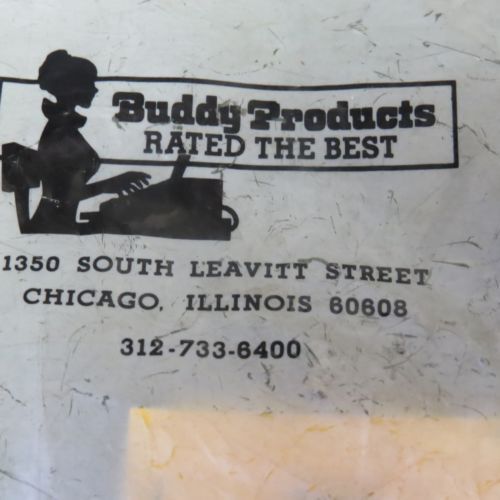 Buddy Products
RATED THE BEST
1350 SOUTH LEAVITT STREET
CHICAGO, ILLINOIS 60608
312-733-6400